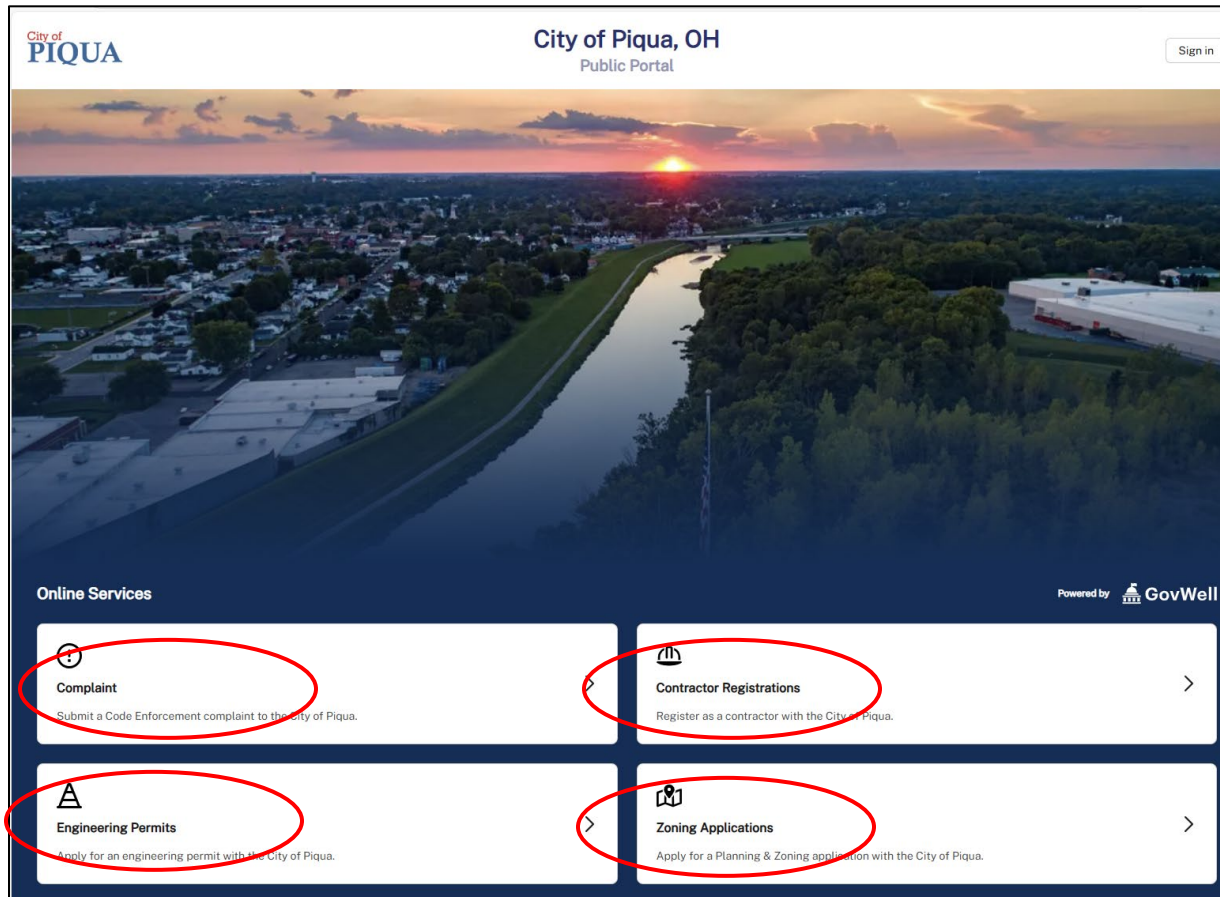 City of
PIQUA
City of Piqua, OH
Public Portal
Sign in
Online Services
Powered by GovWell
Complaint
Submit a Code Enforcement complaint to the City of Piqua.
Contractor Registrations
Register as a contractor with the City of Piqua.
Engineering Permits
Apply for an engineering permit with the City of Piqua.
Zoning Applications
Apply for a Planning & Zoning application with the City of Piqua.